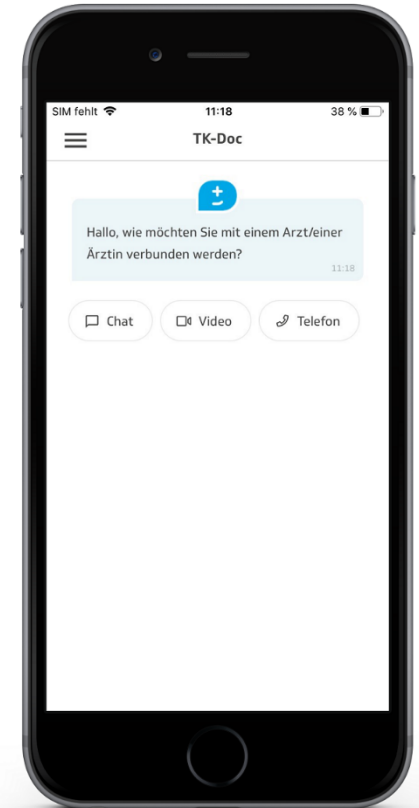 SIM fehlt 11:18 38 %
TK-Doc
Hallo, wie möchten Sie mit einem Arzt/einer
Ärztin verbunden werden?
11:18
Chat Video Telefon